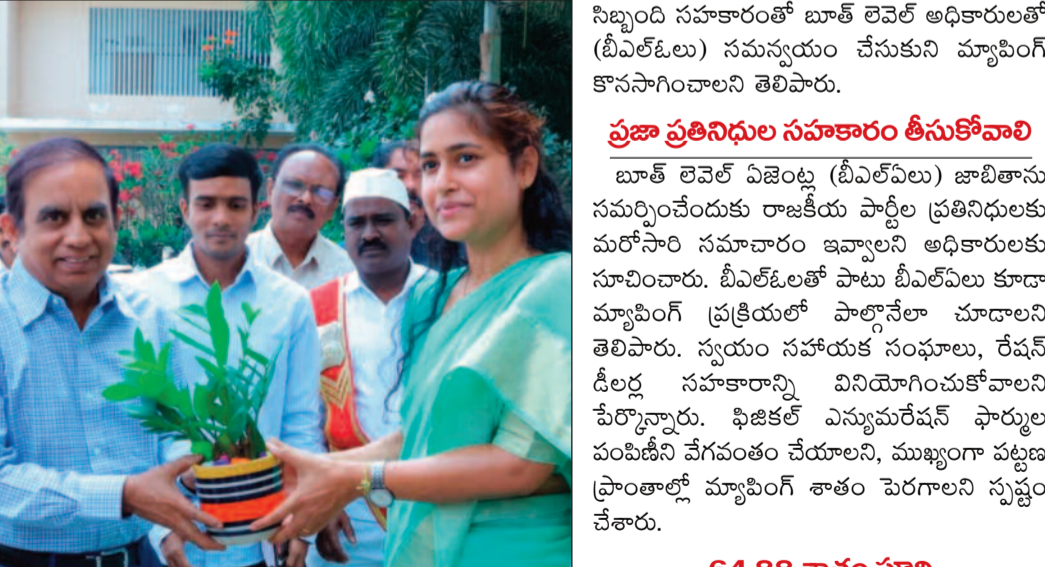 సిబ్బంది సహకారంతో బూత్ లెవెల్ అధికారులతో
(బీఎల్ఓలు) సమన్వయం చేసుకుని మ్యాపింగ్
కొనసాగించాలని తెలిపారు.
ప్రజా ప్రతినిధుల సహకారం తీసుకోవాలి
బూత్ లెవెల్ ఏజెంట్ల (బీఎల్ఏలు) జాబితాను
సమర్పించేందుకు రాజకీయ పార్టీల ప్రతినిధులకు
మరోసారి సమాచారం ఇవ్వాలని అధికారులకు
సూచించారు. బీఎల్ఓలతో పాటు బీఎల్ఏలు కూడా
మ్యాపింగ్ ప్రక్రియలో పాల్గొనేలా చూడాలని
తెలిపారు. స్వయం సహాయక సంఘాలు, రేషన్
డీలర్ల సహకారాన్ని వినియోగించుకోవాలని
పేర్కొన్నారు. ఫిజికల్ ఎన్యుమరేషన్ ఫార్ముల
పంపిణీని వేగవంతం చేయాలని, ముఖ్యంగా పట్టణ
ప్రాంతాల్లో మ్యాపింగ్ శాతం పెరగాలని స్పష్టం
చేశారు.